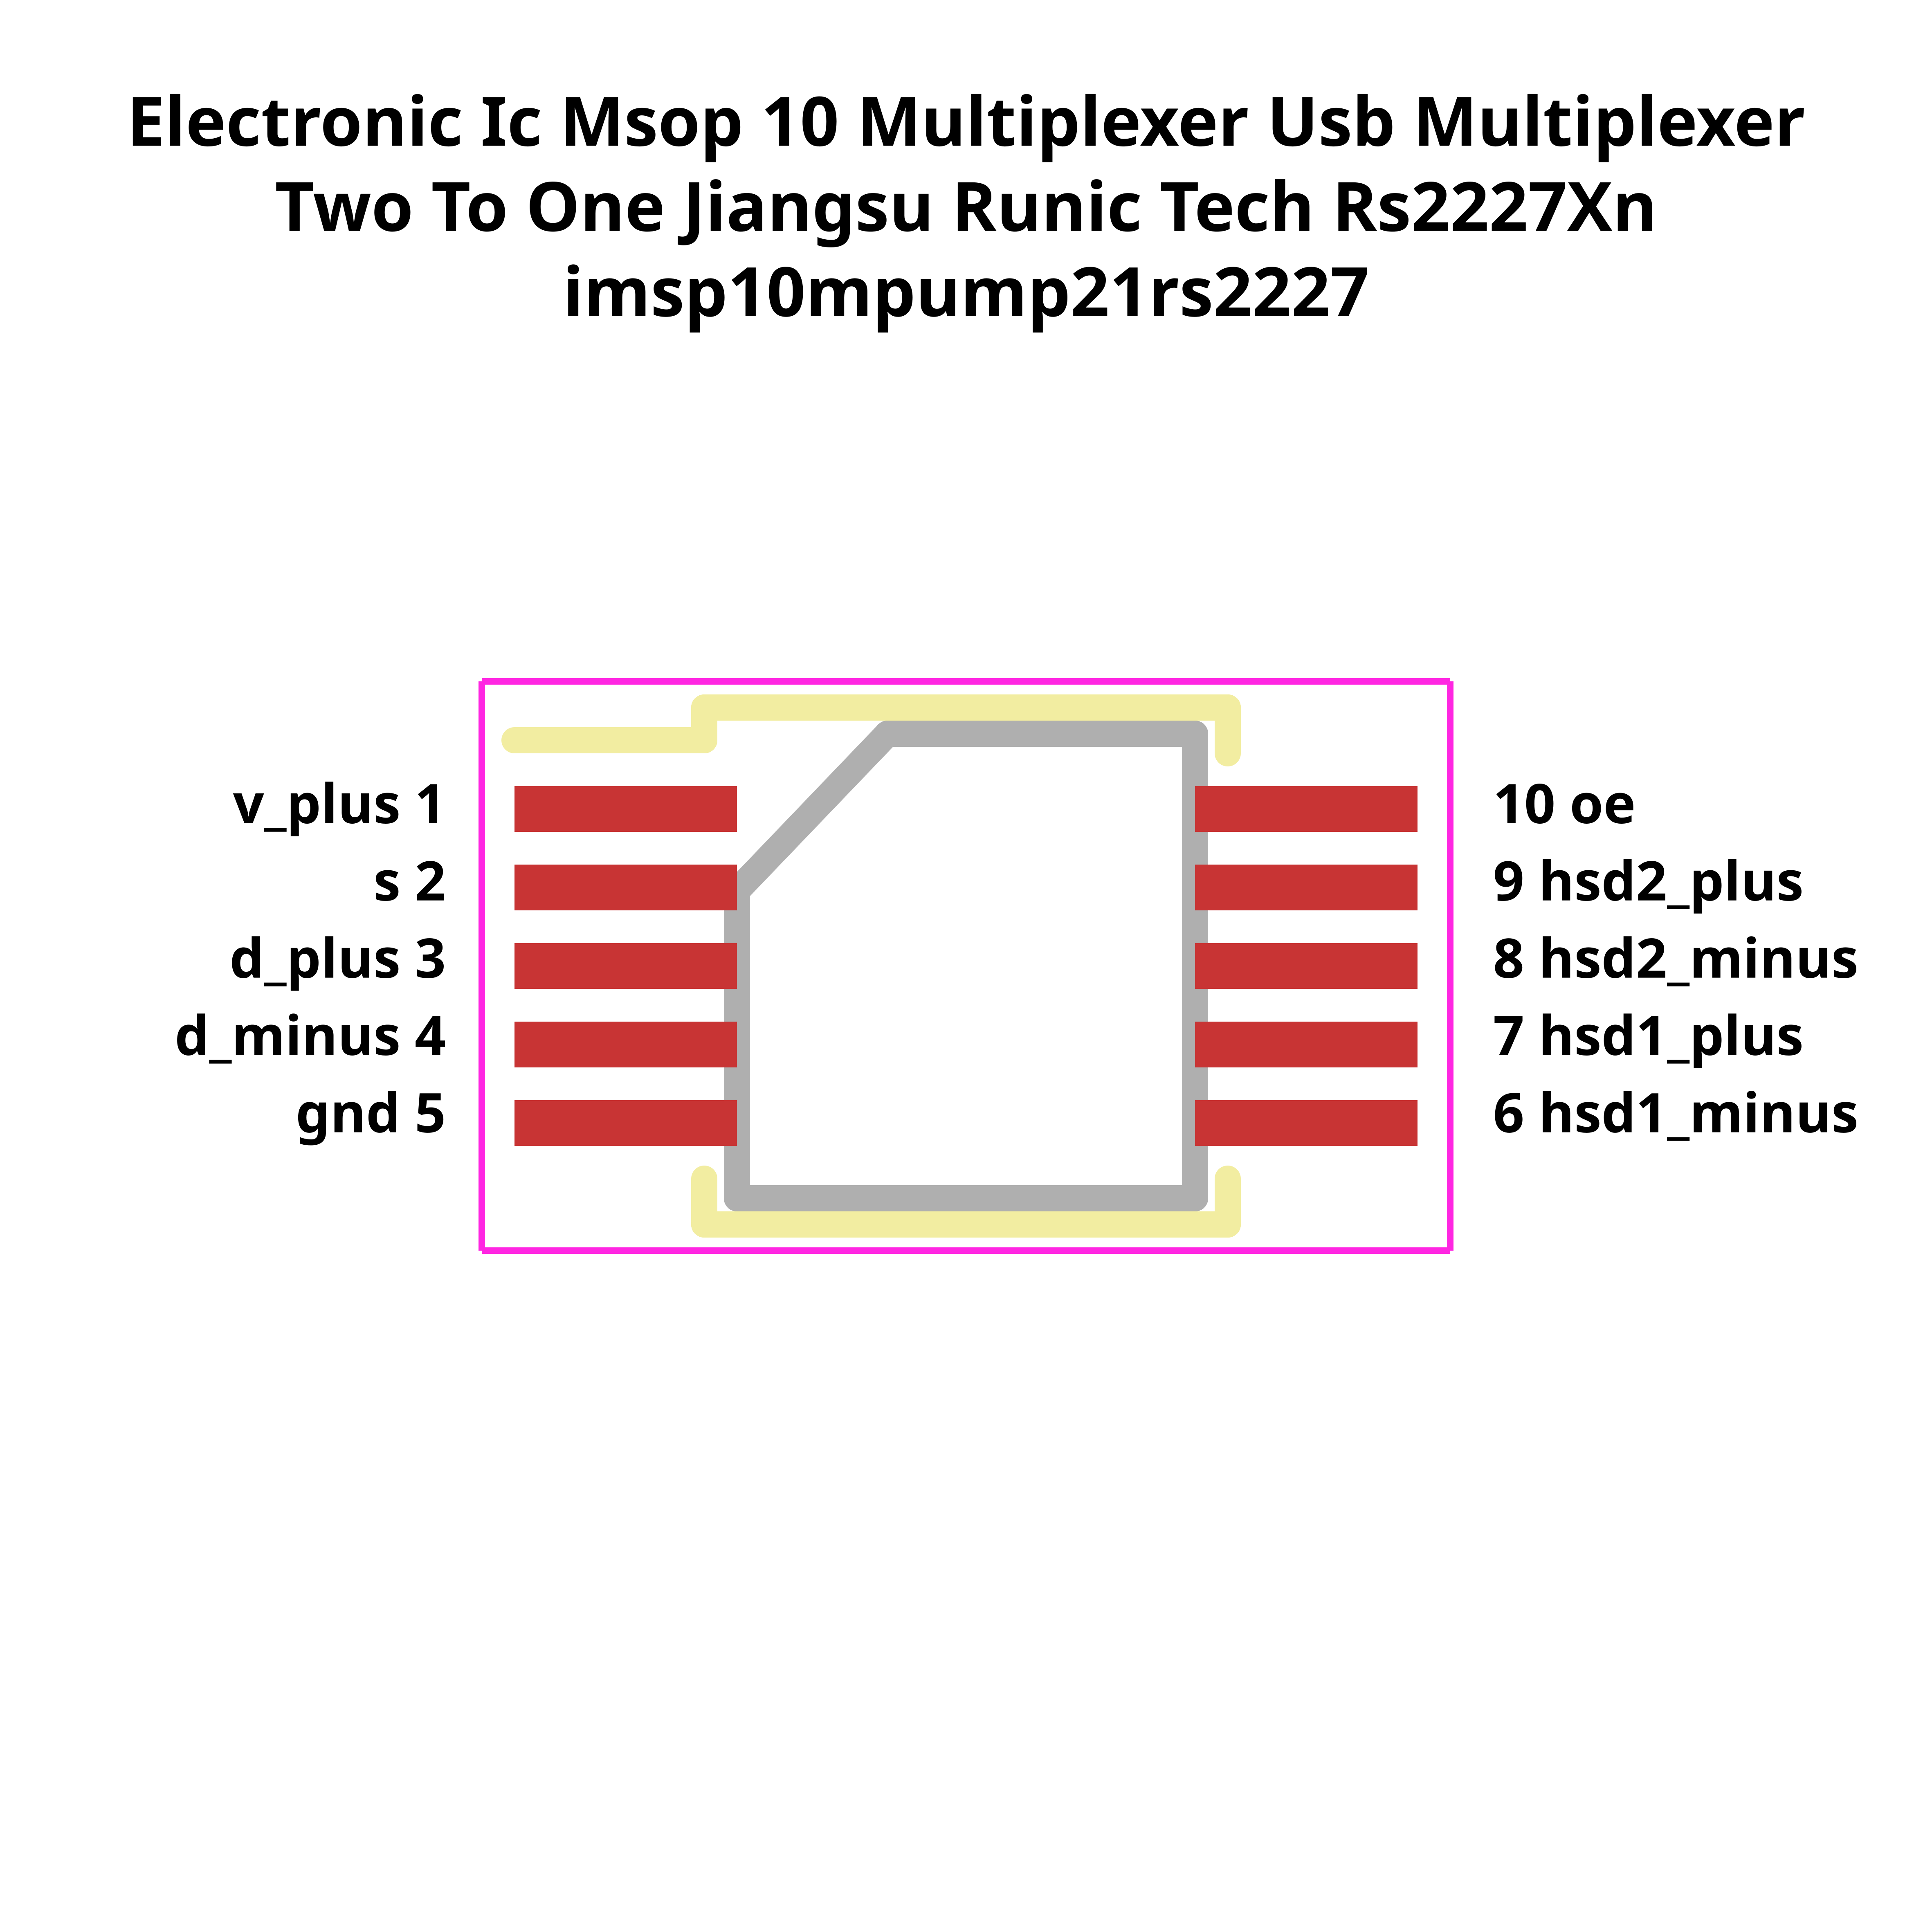 Electronic Ic Msop 10 Multiplexer Usb Multiplexer
Two To One Jiangsu Runic Tech Rs2227Xn
imsp10mpump21rs2227
v_plus 1
s 2
d_plus 3
d_minus 4
gnd 5
10 oe
9 hsd2_plus
8 hsd2_minus
7 hsd1_plus
6 hsd1_minus